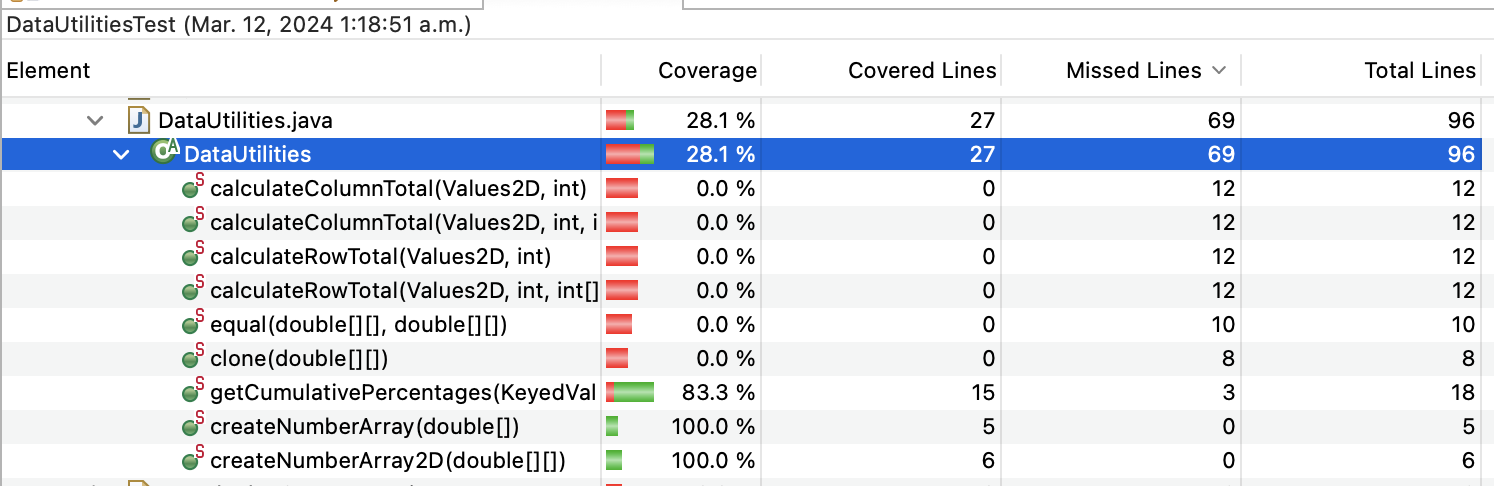 DataUtilitiesTest (Mar. 12, 2024 1:18:51 a.m.)
Element Coverage Covered Lines Missed Lines Total Lines
DataUtilities.java 28.1 % 27 69 96
DataUtilities 28.1 % 27 69 96
calculateColumnTotal(Values2D, int) 0.0 % 0 12 12
calculateColumnTotal(Values2D, int, i 0.0 % 0 12 12
calculateRowTotal(Values2D, int) 0.0 % 0 12 12
calculateRowTotal(Values2D, int, int[] 0.0 % 0 12 12
equal(double[][], double[][]) 0.0 % 0 10 10
clone(double[][]) 0.0 % 0 8 8
getCumulativePercentages(KeyedVal 83.3 % 15 3 18
createNumberArray(double[]) 100.0 % 5 0 5
createNumberArray2D(double[][]) 100.0 % 6 0 6